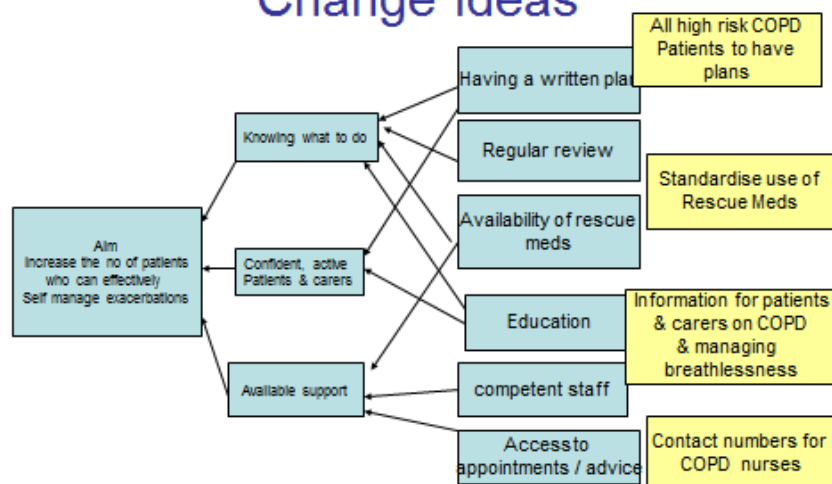 Change Ideas
All high risk COPD
Patients to have
plans
Having a written plan
Knowing what to do
Regular review
Standardise use of
Rescue Meds
Availability of rescue
meds
Aim
Increase the no of patients
who can effectively
Self manage exacerbations
Confident, active
Patients & carers
Education
Information for patients
& carers on COPD
& managing
breathlessness
Available support
competent staff
Accessto
appointments / advice
Contact numbers for
COPD nurses